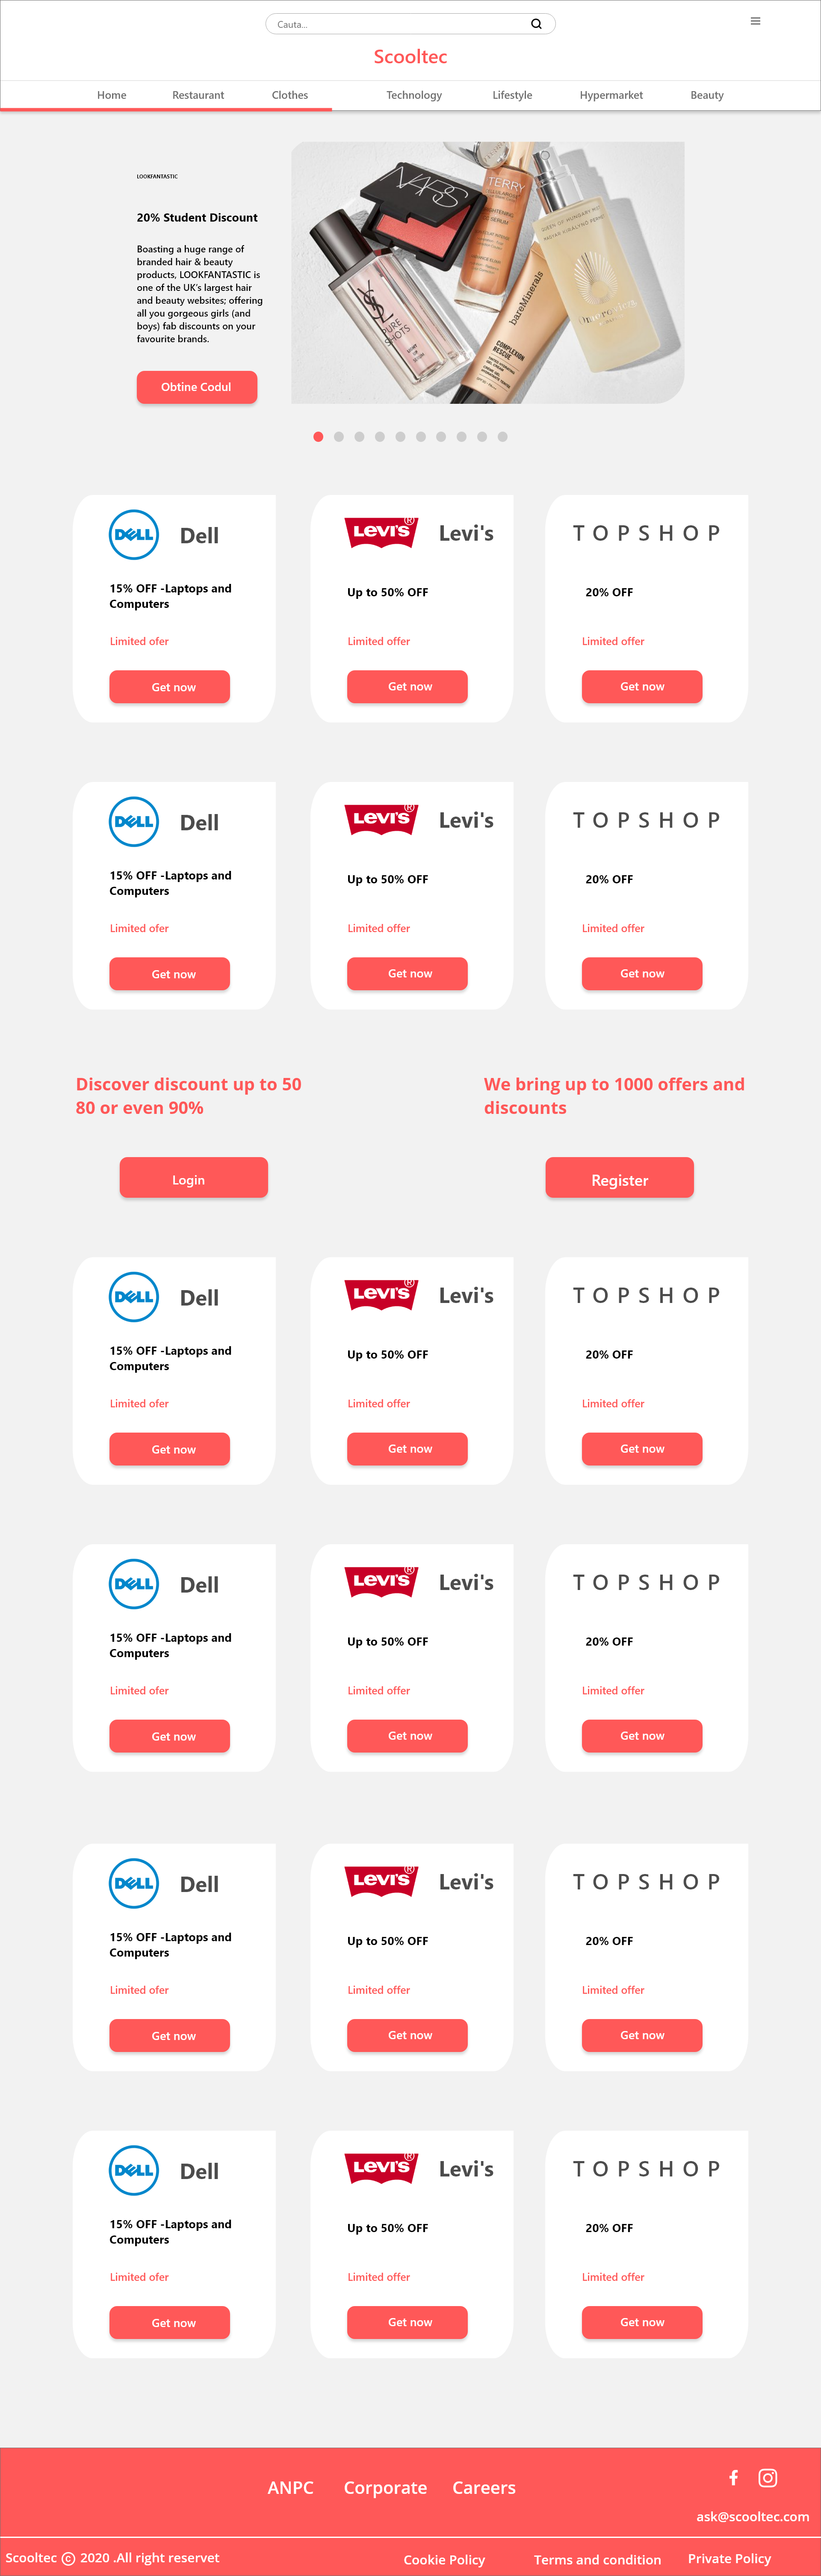 Cauta...
Scooltec
Home Restaurant Clothes Technology Lifestyle Hypermarket Beauty
LOOKFANTASTIC
20% Student Discount
Boasting a huge range of
branded hair & beauty
products, LOOKFANTASTIC is
one of the UK's largest hair
and beauty websites; offering
all you gorgeous girls (and
boys) fab discounts on your
favourite brands.
Obtine Codul
NARS
BY TERRY
YSL
PURE
SHOTS
bareMinerals
COMPLEXION
RESCUE
QUEEN OF HUNGARY MIST
Omorovicza
DELL Dell
15% OFF -Laptops and
Computers
Limited ofer
Get now
LEVI'S® Levi's
Up to 50% OFF
Limited offer
Get now
TOPSHOP
20% OFF
Limited offer
Get now
DELL Dell
15% OFF -Laptops and
Computers
Limited ofer
Get now
LEVI'S® Levi's
Up to 50% OFF
Limited offer
Get now
TOPSHOP
20% OFF
Limited offer
Get now
Discover discount up to 50
80 or even 90%
Login
We bring up to 1000 offers and
discounts
Register
DELL Dell
15% OFF -Laptops and
Computers
Limited ofer
Get now
LEVI'S® Levi's
Up to 50% OFF
Limited offer
Get now
TOPSHOP
20% OFF
Limited offer
Get now
DELL Dell
15% OFF -Laptops and
Computers
Limited ofer
Get now
LEVI'S® Levi's
Up to 50% OFF
Limited offer
Get now
TOPSHOP
20% OFF
Limited offer
Get now
DELL Dell
15% OFF -Laptops and
Computers
Limited ofer
Get now
LEVI'S® Levi's
Up to 50% OFF
Limited offer
Get now
TOPSHOP
20% OFF
Limited offer
Get now
DELL Dell
15% OFF -Laptops and
Computers
Limited ofer
Get now
LEVI'S® Levi's
Up to 50% OFF
Limited offer
Get now
TOPSHOP
20% OFF
Limited offer
Get now
ANPC Corporate Careers
ask@scooltec.com
Scooltec © 2020 .All right reservet
Cookie Policy Terms and condition Private Policy